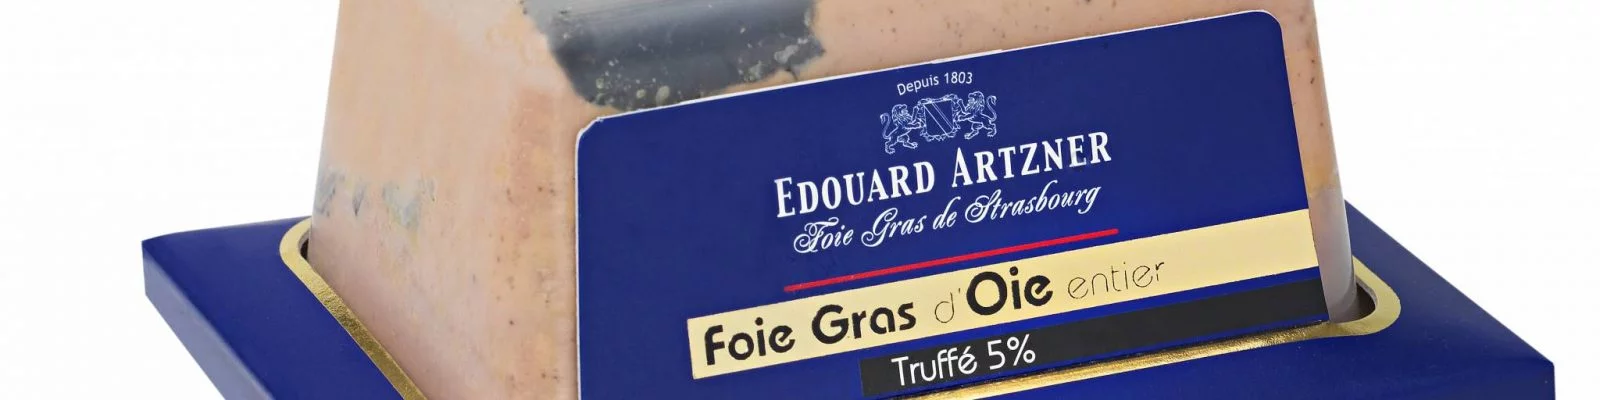 Depuis 1803
EDOUARD ARTZNER
Foie Gras de Strasbourg
Foie Gras d'Oie entier
Truffé 5%